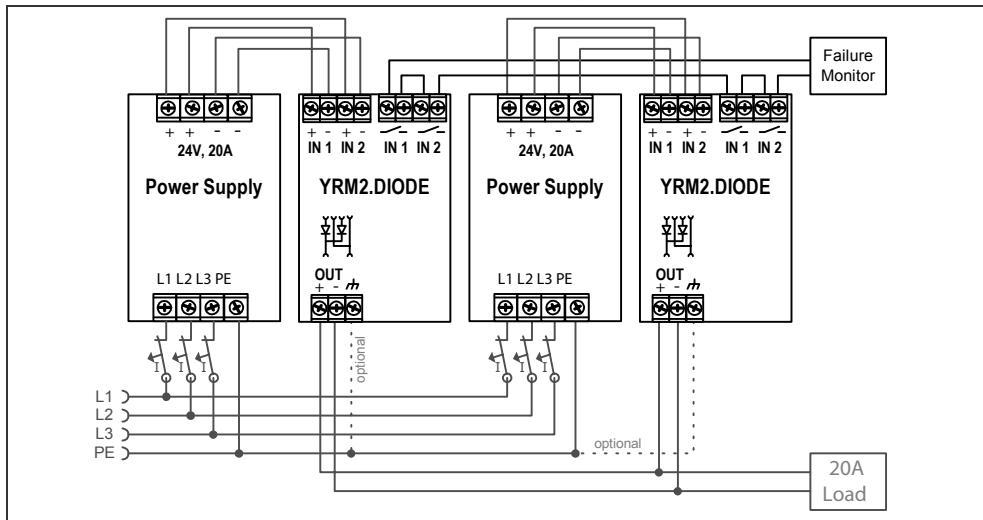 Failure
Monitor
+ + – –
24V, 20A
Power Supply
L1 L2 L3 PE
+ - + -
IN 1 IN 2 IN 1 IN 2
YRM2.DIODE
OUT
+ -
+ + – –
24V, 20A
Power Supply
L1 L2 L3 PE
+ - + -
IN 1 IN 2 IN 1 IN 2
YRM2.DIODE
OUT
+ -
I I I
optional
I I I
L1
L2
L3
PE
optional
20A
Load